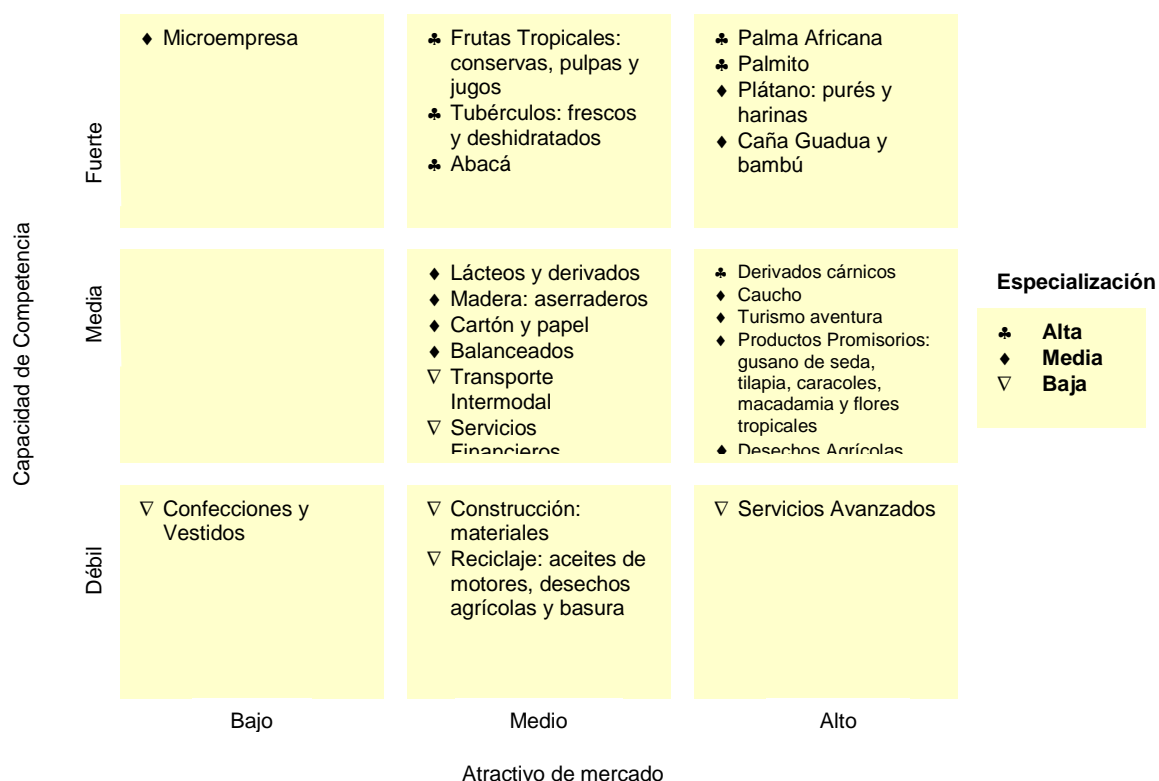 Capacidad de Competencia
Fuerte
♦ Microempresa
♣ Frutas Tropicales:
conservas, pulpas y
jugos
♣ Tubérculos: frescos
y deshidratados
♣ Abacá
♣ Palma Africana
♣ Palmito
♦ Plátano: purés y
harinas
♦ Caña Guadua y
bambú
Media
♦ Lácteos y derivados
♦ Madera: aserraderos
♦ Cartón y papel
♦ Balanceados
∇ Transporte
Intermodal
∇ Servicios
Financieros
♣ Derivados cárnicos
♦ Caucho
♦ Turismo aventura
♦ Productos Promisorios:
gusano de seda,
tilapia, caracoles,
macadamia y flores
tropicales
♦ Desechos Agrícolas
Débil
∇ Confecciones y
Vestidos
∇ Construcción:
materiales
∇ Reciclaje: aceites de
motores, desechos
agrícolas y basura
∇ Servicios Avanzados
Bajo
Medio
Alto
Atractivo de mercado
Especialización
♣ Alta
♦ Media
∇ Baja